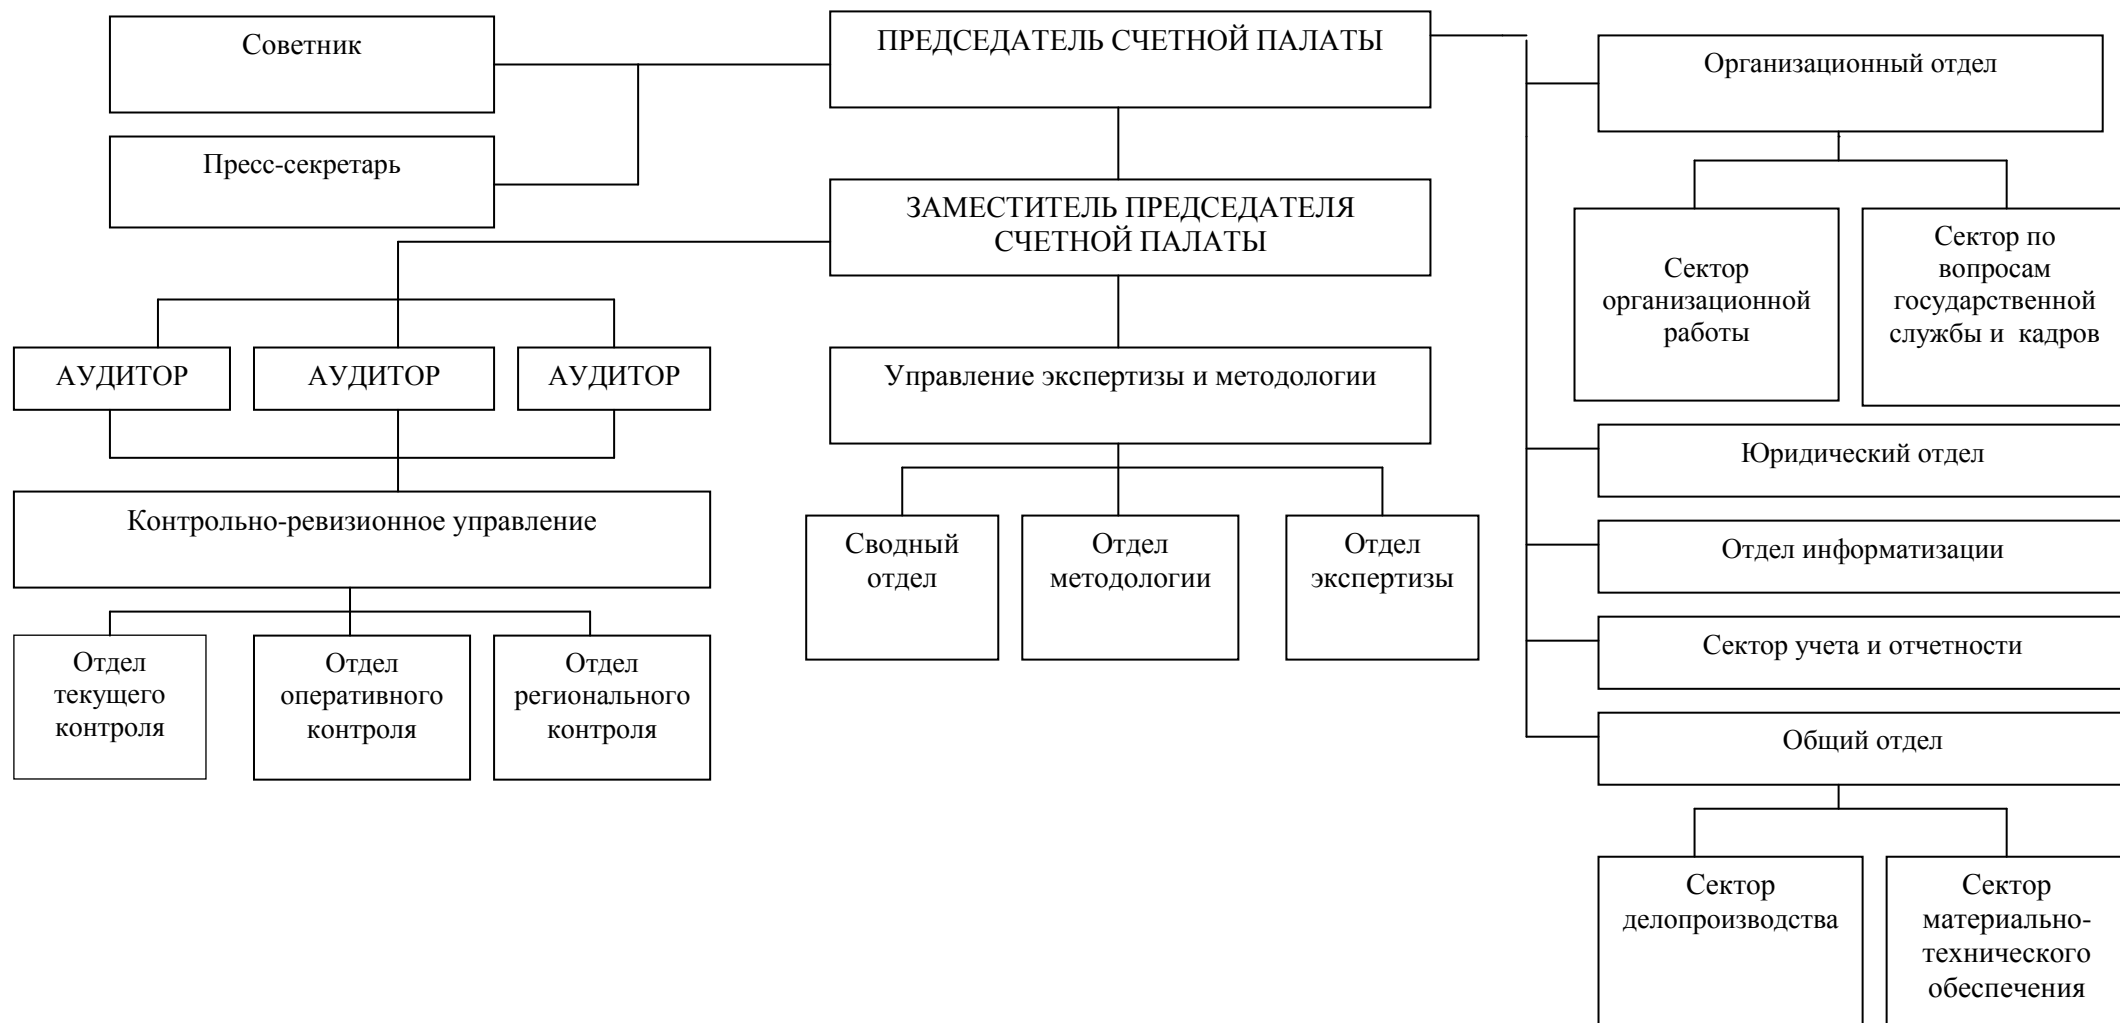 Советник
Пресс-секретарь
ПРЕДСЕДАТЕЛЬ СЧЕТНОЙ ПАЛАТЫ
ЗАМЕСТИТЕЛЬ ПРЕДСЕДАТЕЛЯ
СЧЕТНОЙ ПАЛАТЫ
АУДИТОР
АУДИТОР
АУДИТОР
Контрольно-ревизионное управление
Отдел
текущего
контроля
Отдел
оперативного
контроля
Отдел
регионального
контроля
Управление экспертизы и методологии
Сводный
отдел
Отдел
методологии
Отдел
экспертизы
Организационный отдел
Сектор
организационной
работы
Сектор по
вопросам
государственной
службы и  кадров
Юридический отдел
Отдел информатизации
Сектор учета и отчетности
Общий отдел
Сектор
делопроизводства
Сектор
материально-
технического
обеспечения